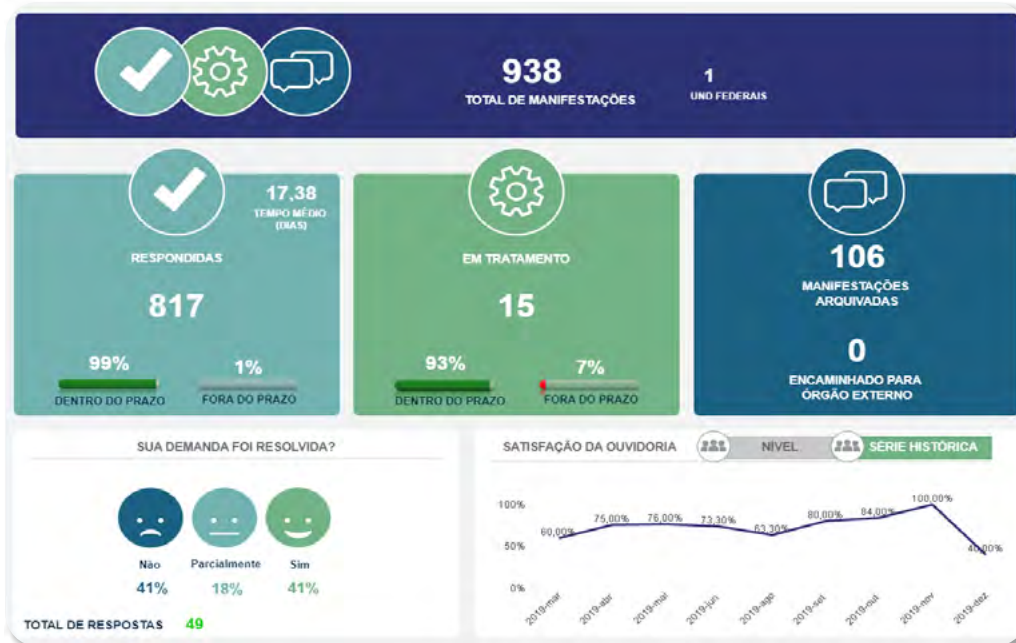 938
TOTAL DE MANIFESTAÇÕES
1
UND FEDERAIS
17,38
TEMPO MÉDIO
(DIAS)
RESPONDIDAS
817
99%
DENTRO DO PRAZO
1%
FORA DO PRAZO
EM TRATAMENTO
15
93%
DENTRO DO PRAZO
7%
FORA DO PRAZO
106
MANIFESTAÇÕES
ARQUIVADAS
0
ENCAMINHADO PARA
ÓRGÃO EXTERNO
SUA DEMANDA FOI RESOLVIDA?
Não
Parcialmente
Sim
41%
18%
41%
TOTAL DE RESPOSTAS 49
SATISFAÇÃO DA OUVIDORIA
NÍVEL
SÉRIE HISTÓRICA
100%
50%
0%
60,00%
75,00%
76,00%
73,30%
63,30%
80,00%
84,00%
100,00%
40,00%
2019-mar
2019-abr
2019-mai
2019-jun
2019-ago
2019-set
2019-out
2019-nov
2019-dez